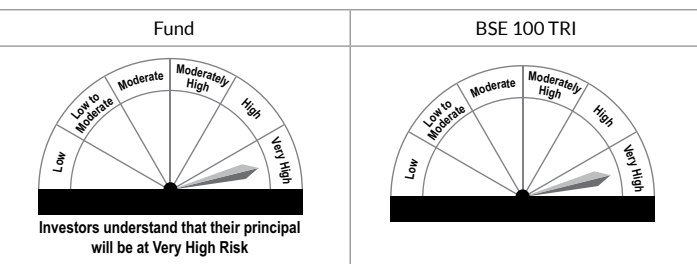 Fund
BSE 100 TRI
Low
Low to
Moderate
Moderate
Moderately
High
High
Very High
Low
Low to
Moderate
Moderate
Moderately
High
High
Very High
Investors understand that their principal
will be at Very High Risk